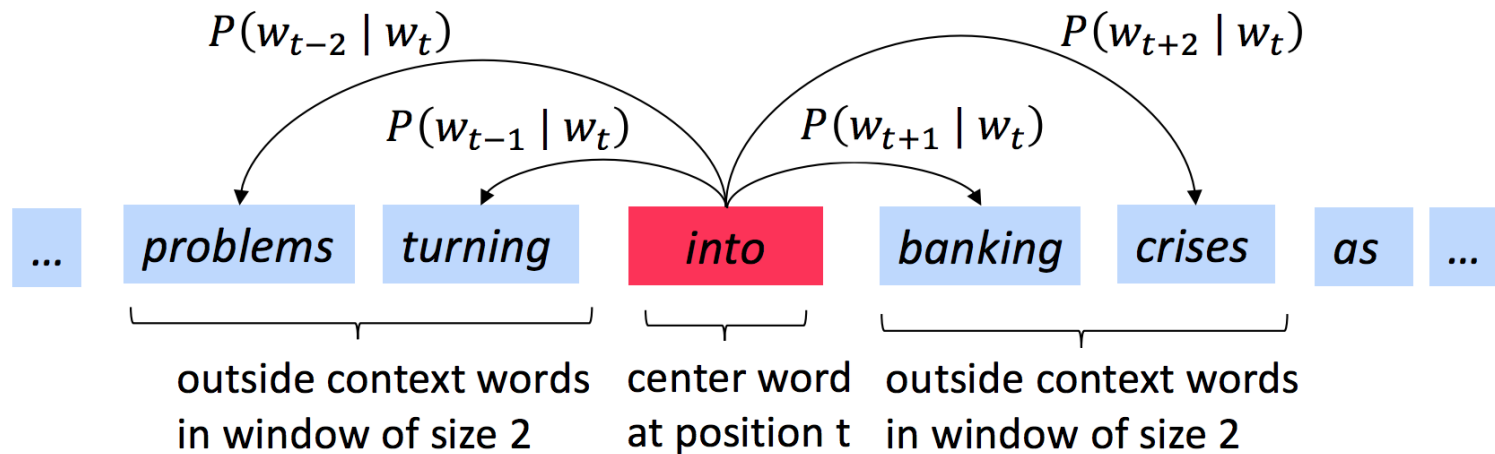 P(w_{t−2} | w_t)
P(w_{t+2} | w_t)
P(w_{t−1} | w_t)
P(w_{t+1} | w_t)
... problems turning into banking crises as ...
outside context words
in window of size 2
center word
at position t
outside context words
in window of size 2